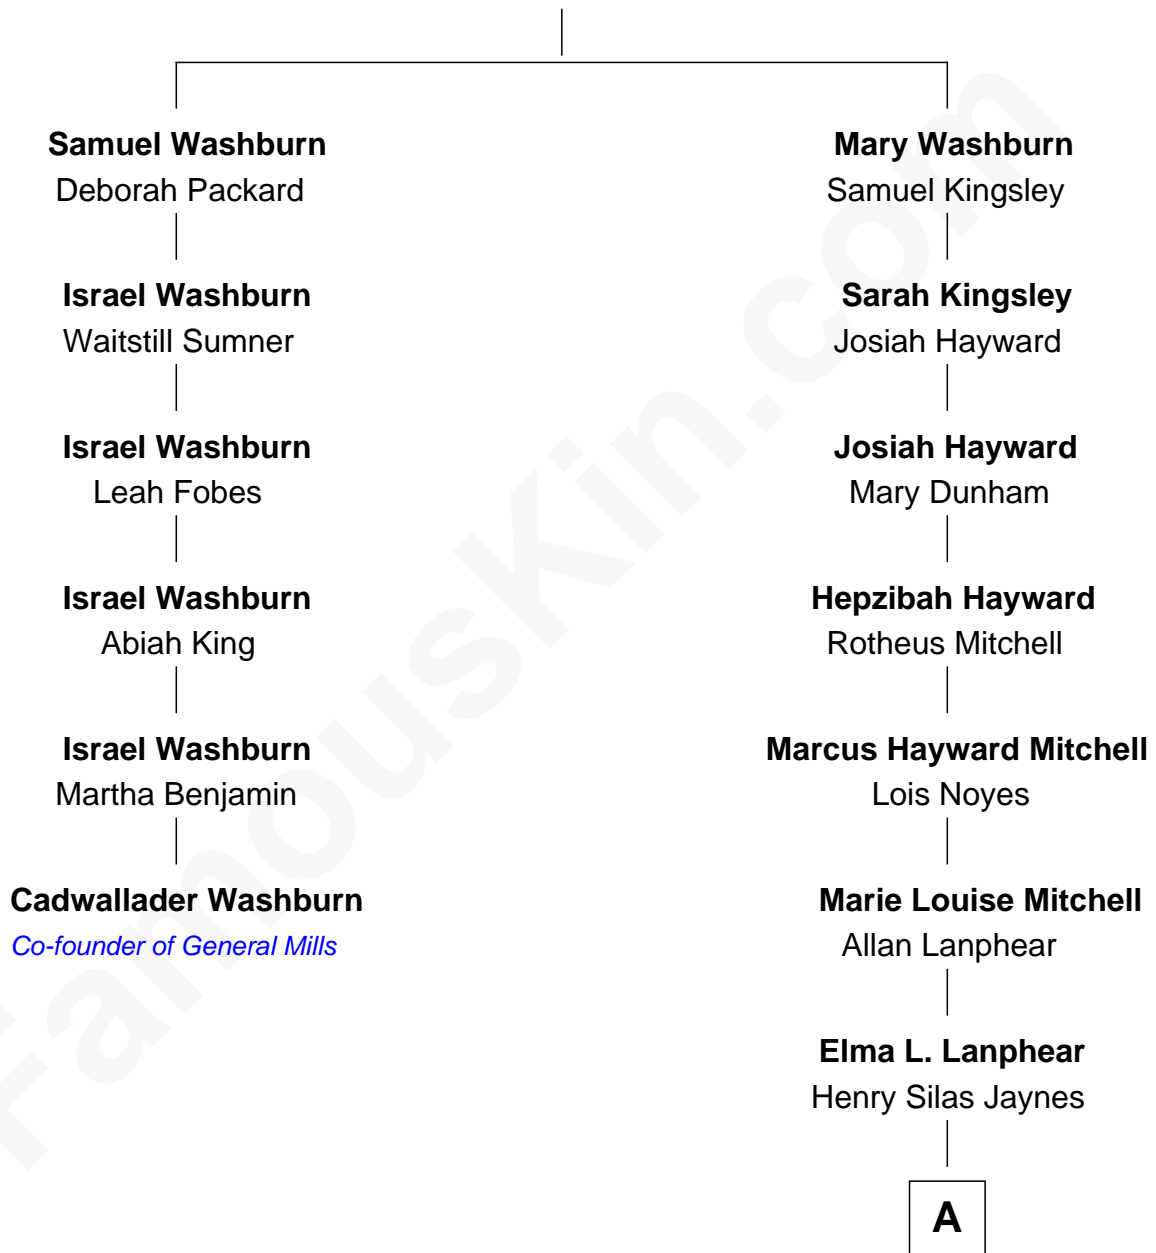 Samuel Washburn
Deborah Packard
Mary Washburn
Samuel Kingsley
Israel Washburn
Waitstill Sumner
Sarah Kingsley
Josiah Hayward
Israel Washburn
Leah Fobes
Josiah Hayward
Mary Dunham
Israel Washburn
Abiah King
Hepzibah Hayward
Rotheus Mitchell
Israel Washburn
Martha Benjamin
Marcus Hayward Mitchell
Lois Noyes
Cadwallader Washburn
Co-founder of General Mills
Marie Louise Mitchell
Allan Lanphear
Elma L. Lanphear
Henry Silas Jaynes
A
FamousKin.com